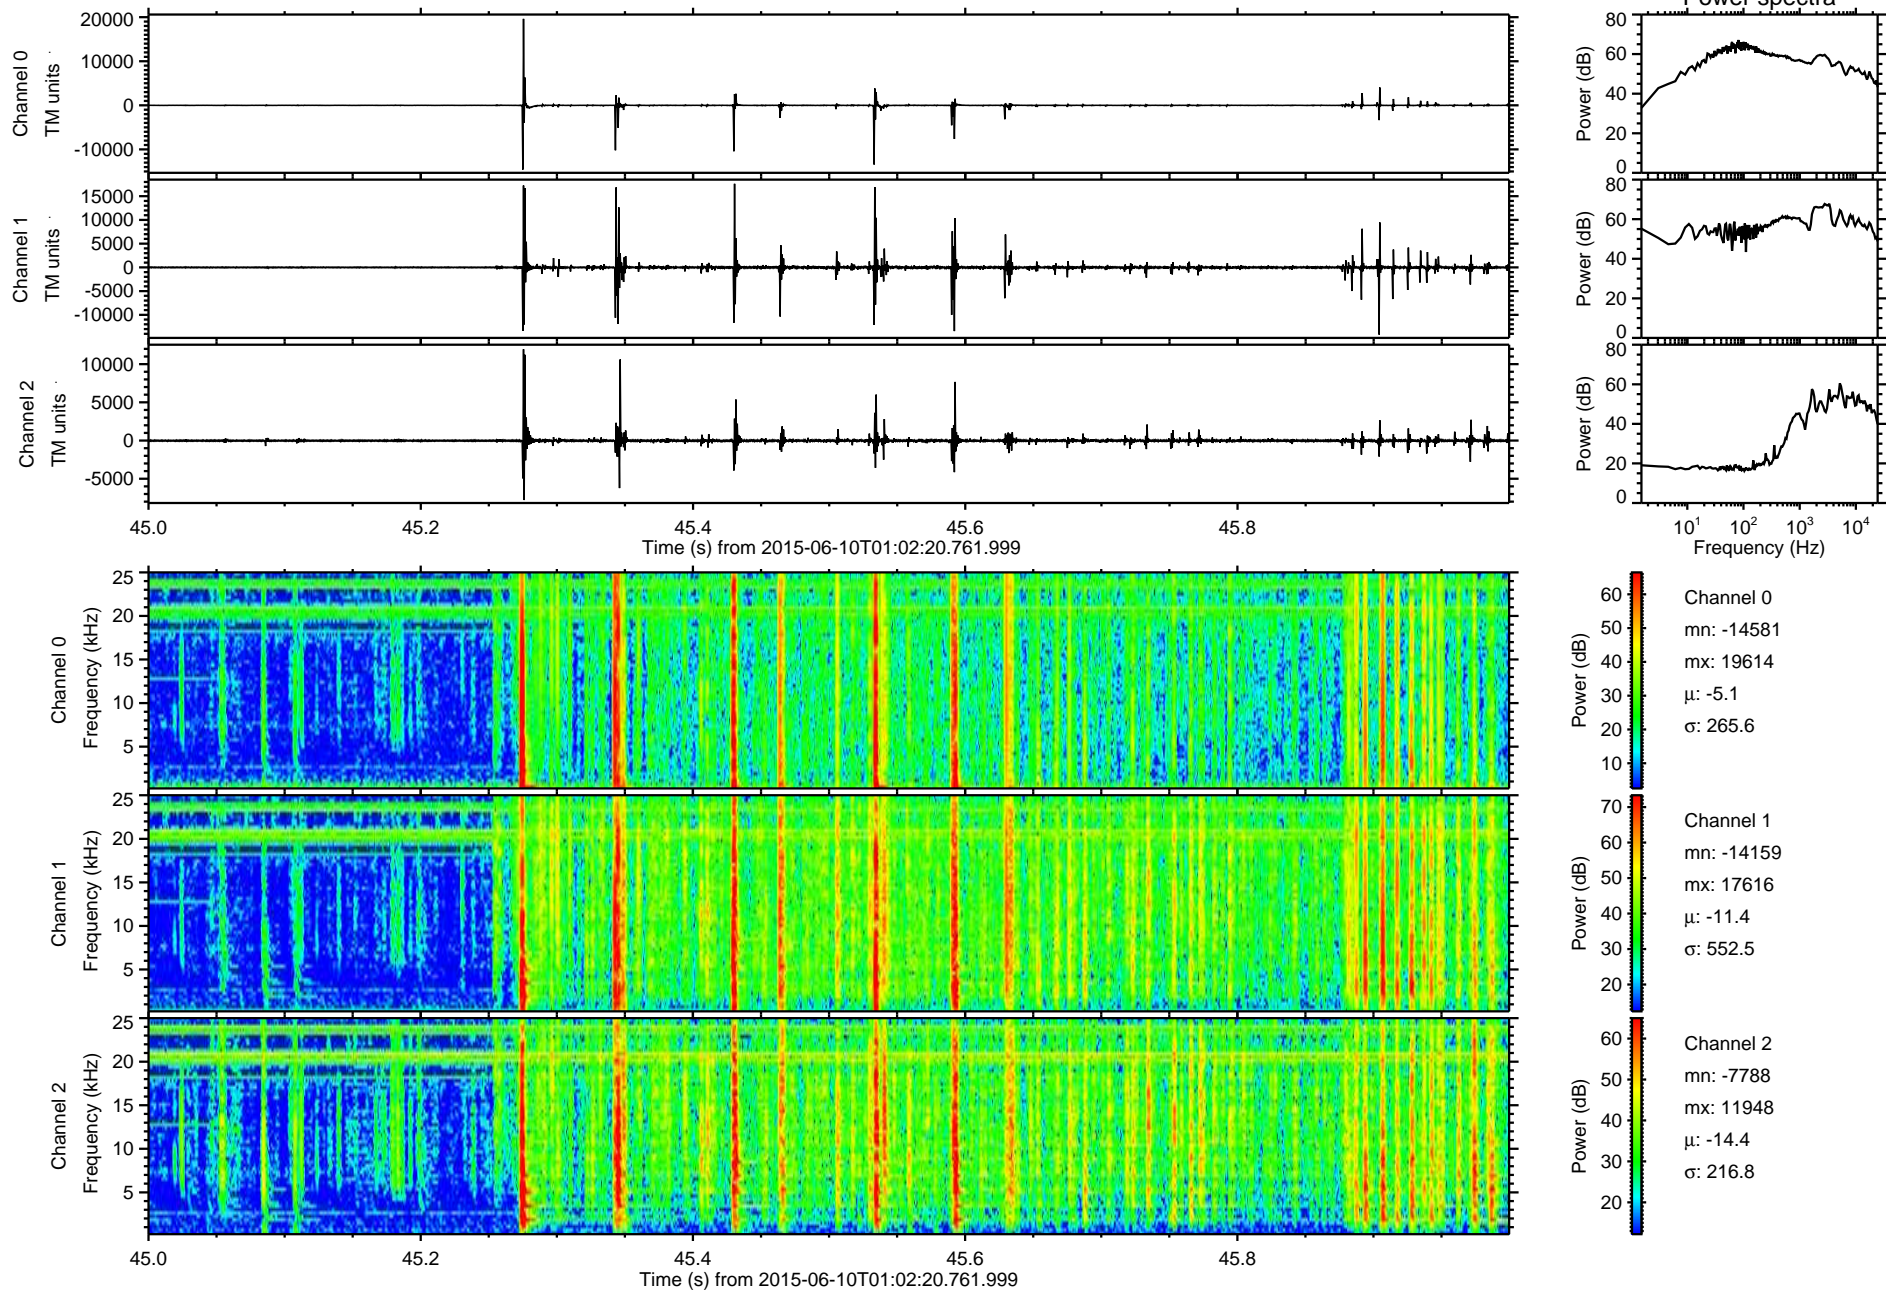 Power spectra
Channel 0
TM units
20000
10000
0
-10000
Power (dB)
80
60
40
20
0
Channel 1
TM units
15000
10000
5000
0
-5000
-10000
Power (dB)
80
60
40
20
0
Channel 2
TM units
10000
5000
0
-5000
Power (dB)
80
60
40
20
0
45.0 45.2 45.4 45.6 45.8
Time (s) from 2015-06-10T01:02:20.761.999
10¹ 10² 10³ 10⁴
Frequency (Hz)
Channel 0
Frequency (kHz)
25
20
15
10
5
Power (dB)
60
50
40
30
20
10
Channel 0
mn: -14581
mx: 19614
μ: -5.1
σ: 265.6
Channel 1
Frequency (kHz)
25
20
15
10
5
Power (dB)
70
60
50
40
30
20
Channel 1
mn: -14159
mx: 17616
μ: -11.4
σ: 552.5
Channel 2
Frequency (kHz)
25
20
15
10
5
Power (dB)
60
50
40
30
20
Channel 2
mn: -7788
mx: 11948
μ: -14.4
σ: 216.8
45.0 45.2 45.4 45.6 45.8
Time (s) from 2015-06-10T01:02:20.761.999